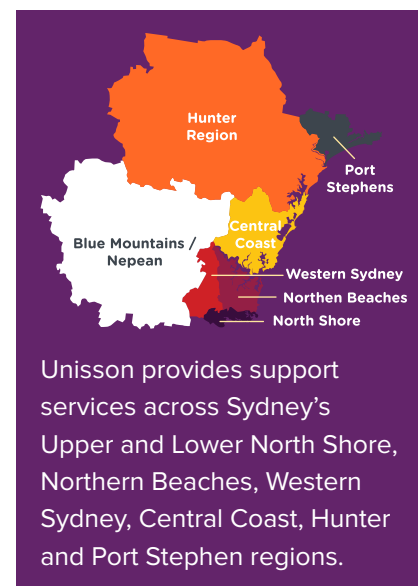 Hunter
Region
Port
Stephens
Central
Coast
Blue Mountains /
Nepean
Western Sydney
Northen Beaches
North Shore
Unisson provides support
services across Sydney’s
Upper and Lower North Shore,
Northern Beaches, Western
Sydney, Central Coast, Hunter
and Port Stephen regions.